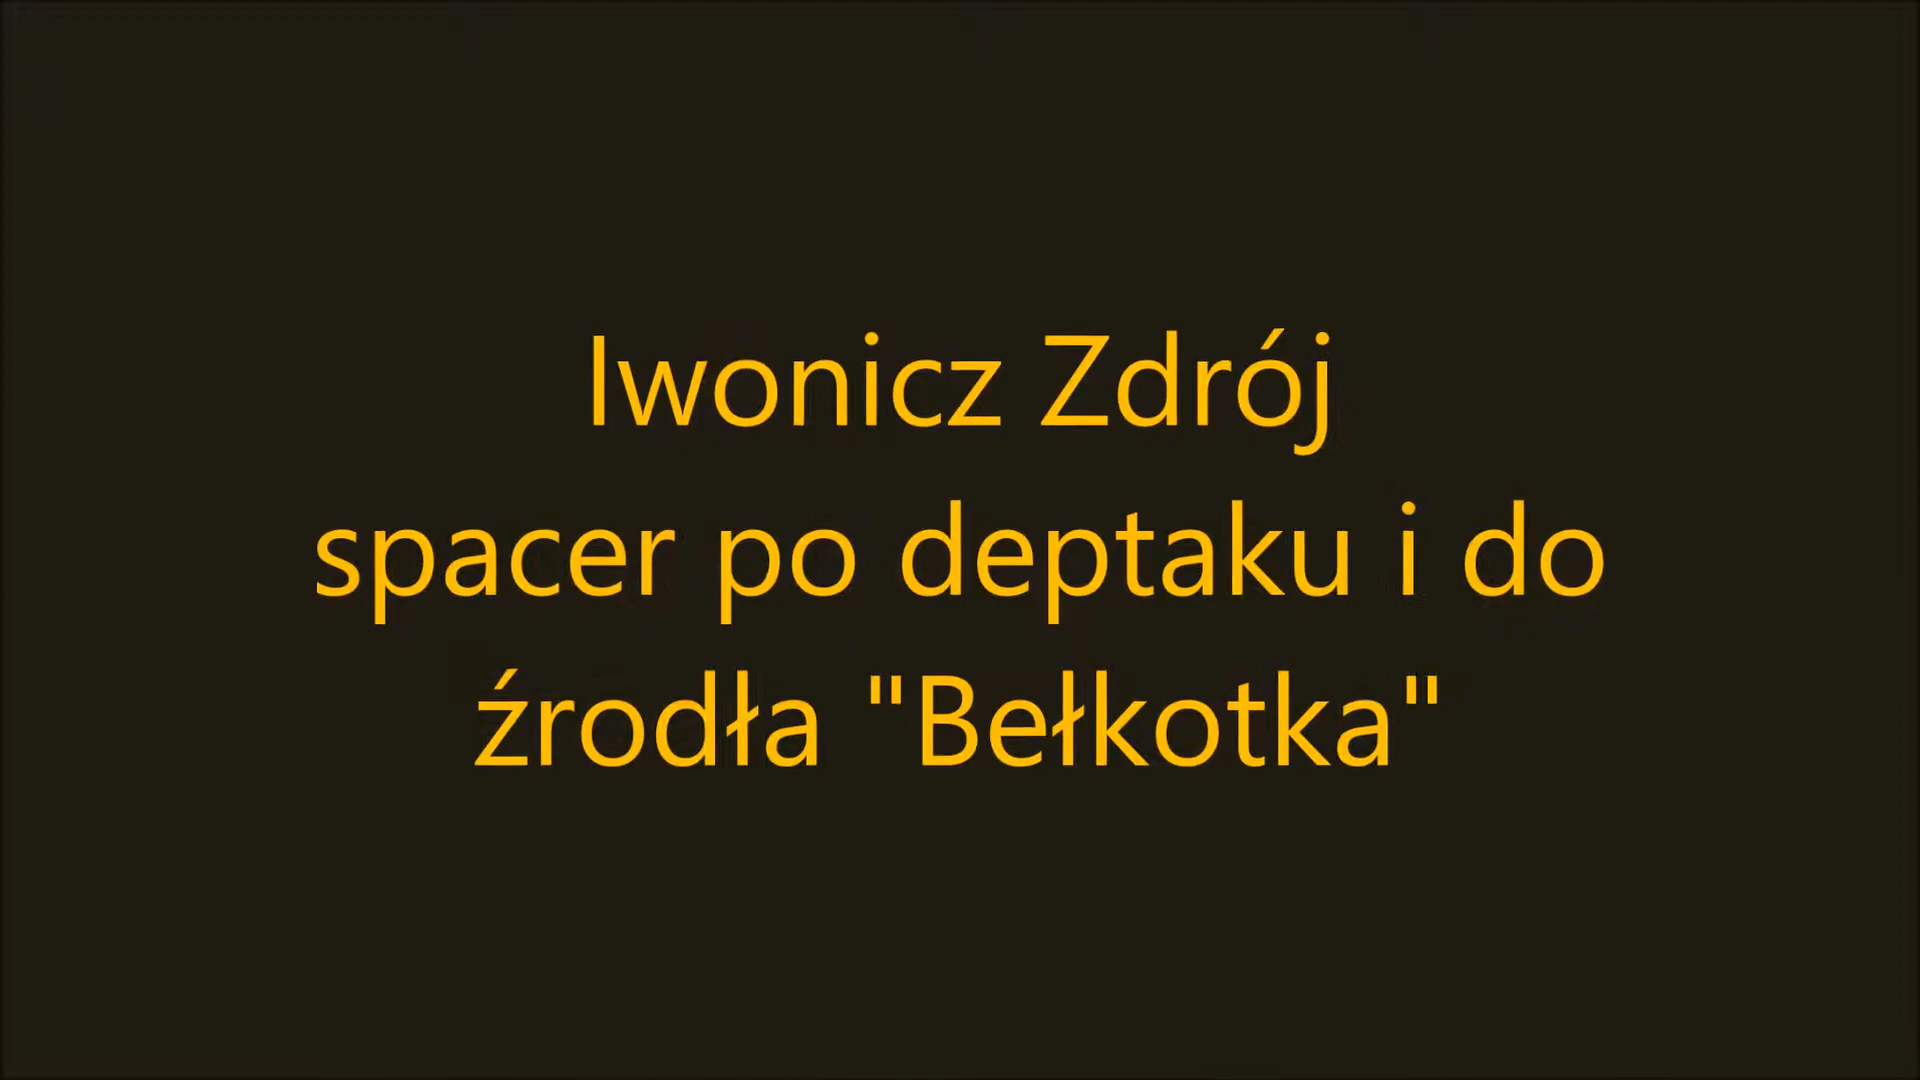 Iwonicz Zdrój
spacer po deptaku i do
źrodła "Bełkotka"